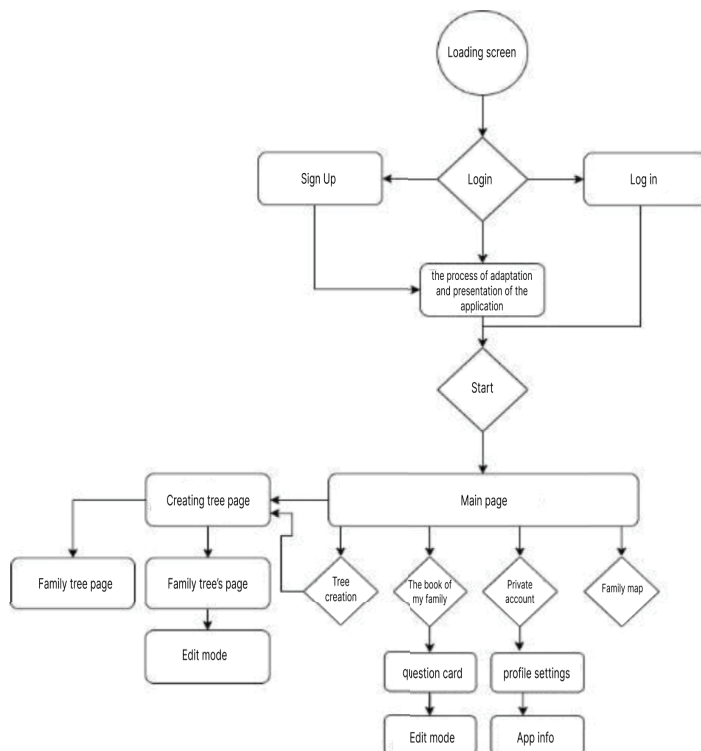 Loading screen
Sign Up
Login
Log in
the process of adaptation
and presentation of the
application
Start
Creating tree page
Main page
Family tree page
Family tree's page
Tree
creation
The book of
my family
Private
account
Family map
Edit mode
question card
profile settings
Edit mode
App info